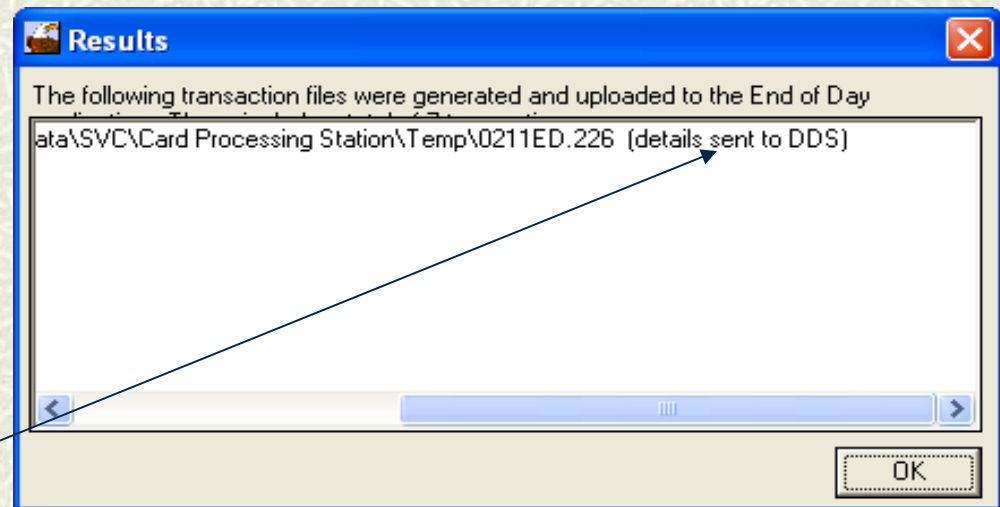 Results
The following transaction files were generated and uploaded to the End of Day
ata\SVC\Card Processing Station\Temp\0211ED.226 (details sent to DDS)
OK